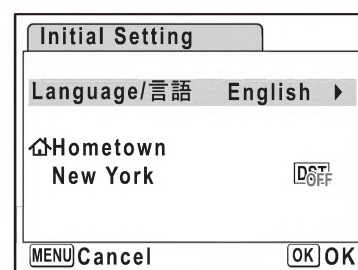 Initial Setting
Language/言語 English
Hometown
New York DST OFF
MENU Cancel OK OK